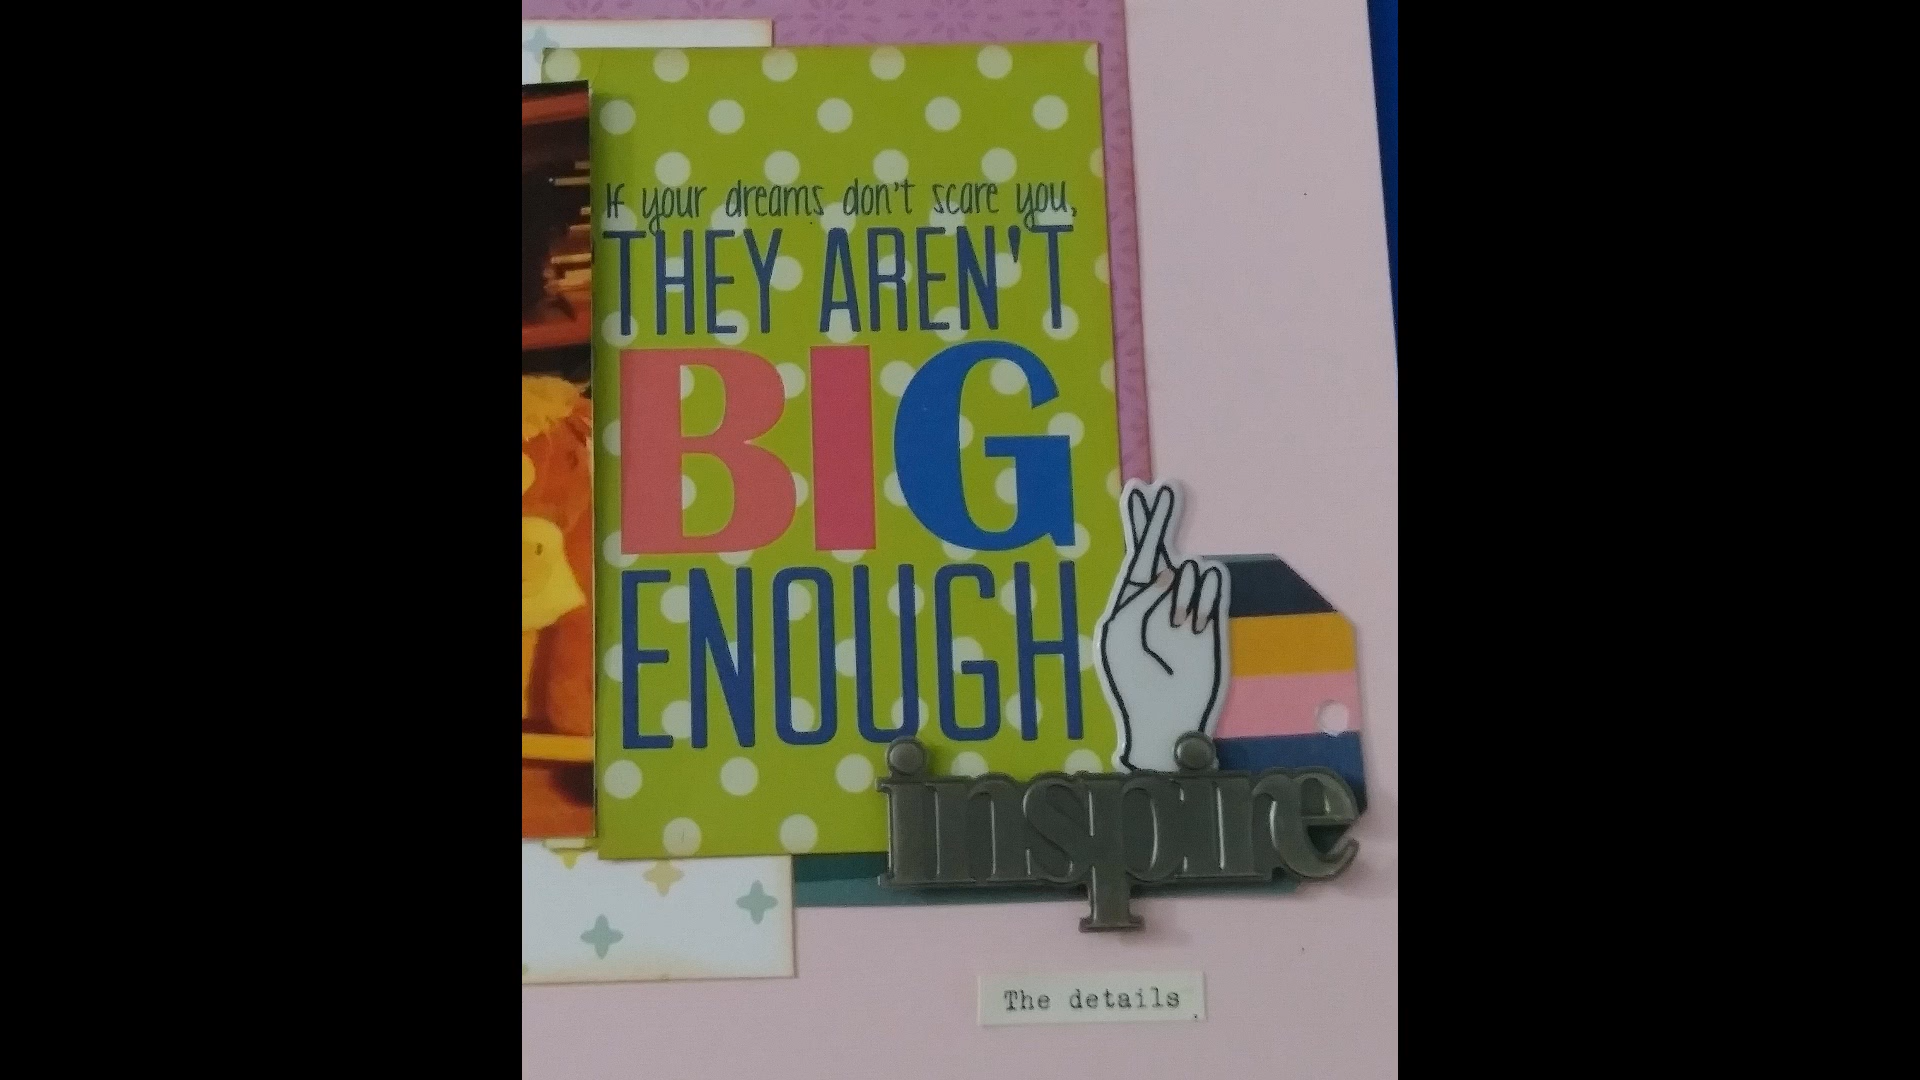 If your dreams don't scare you,
THEY AREN'T
BIG
ENOUGH
inspire
The details